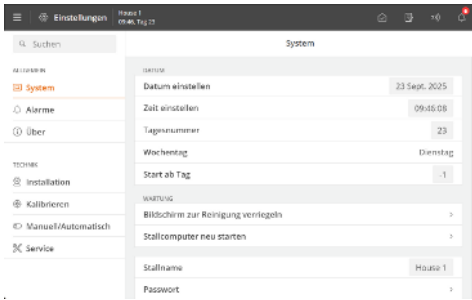 Einstellungen
House 1
09:46, Tag 23
Suchen
System
ALLGEMEIN
System
Alarme
Über
TECHNIK
Installation
Kalibrieren
Manuell/Automatisch
Service
DATUM
Datum einstellen
23 Sept. 2025
Zeit einstellen
09:46:08
Tagesnummer
23
Wochentag
Dienstag
Start ab Tag
-1
WARTUNG
Bildschirm zur Reinigung verriegeln
Stallcomputer neu starten
Stallname
House 1
Passwort